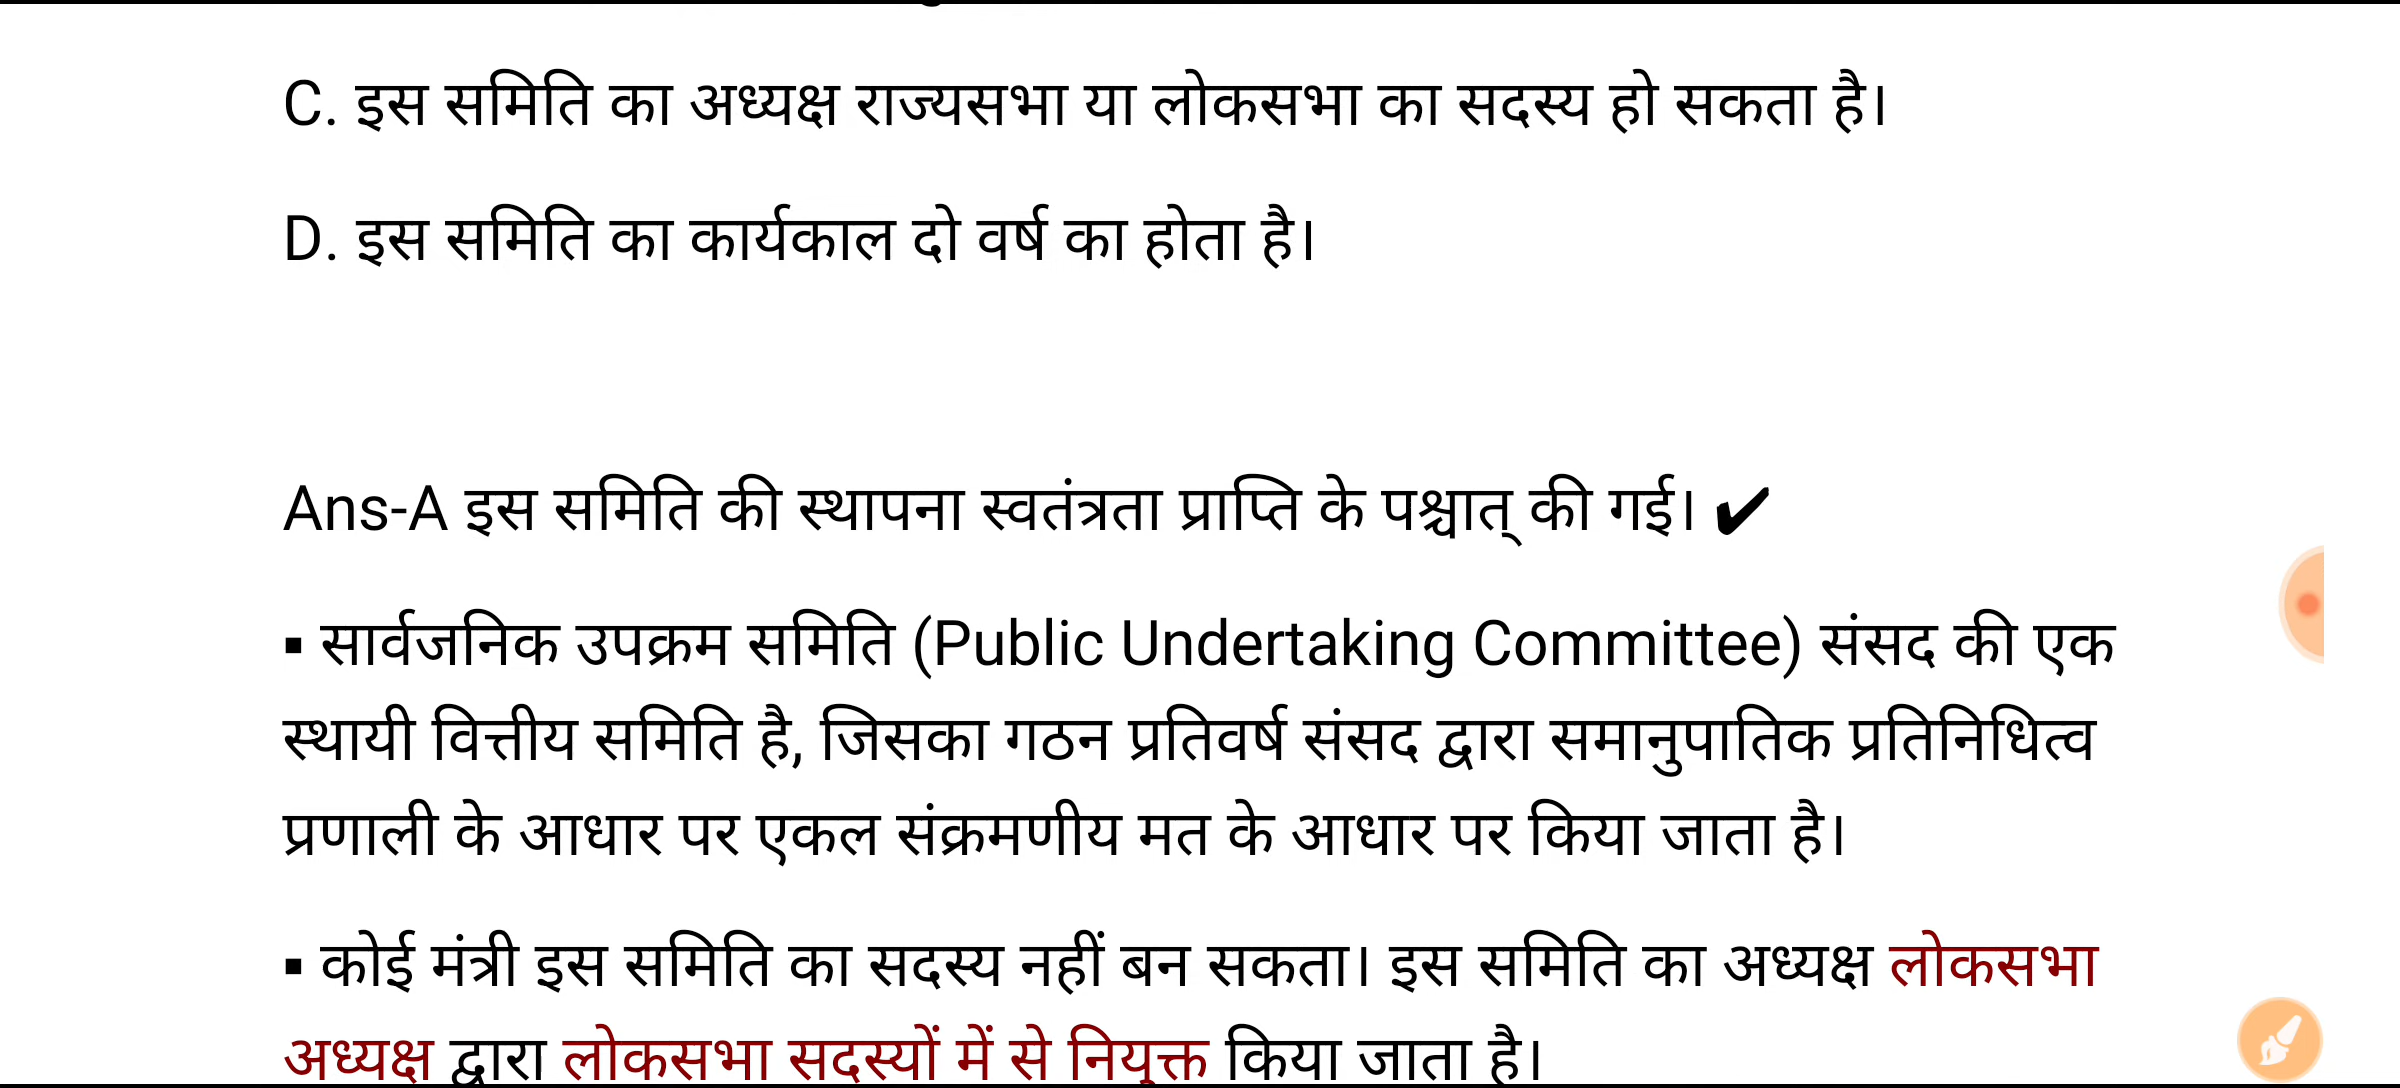 C. इस समिति का अध्यक्ष राज्यसभा या लोकसभा का सदस्य हो सकता है।
D. इस समिति का कार्यकाल दो वर्ष का होता है।
Ans-A इस समिति की स्थापना स्वतंत्रता प्राप्ति के पश्चात् की गई। ✔
▪ सार्वजनिक उपक्रम समिति (Public Undertaking Committee) संसद की एक
स्थायी वित्तीय समिति है, जिसका गठन प्रतिवर्ष संसद द्वारा समानुपातिक प्रतिनिधित्व
प्रणाली के आधार पर एकल संक्रमणीय मत के आधार पर किया जाता है।
▪ कोई मंत्री इस समिति का सदस्य नहीं बन सकता। इस समिति का अध्यक्ष लोकसभा
अध्यक्ष द्वारा लोकसभा सदस्यों में से नियुक्त किया जाता है।